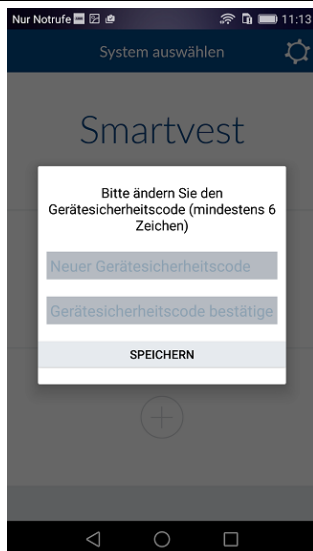 Nur Notrufe 11:13
System auswählen
Smartvest
Bitte ändern Sie den
Gerätesicherheitscode (mindestens 6
Zeichen)
Neuer Gerätesicherheitscode
Gerätesicherheitscode bestätige
SPEICHERN